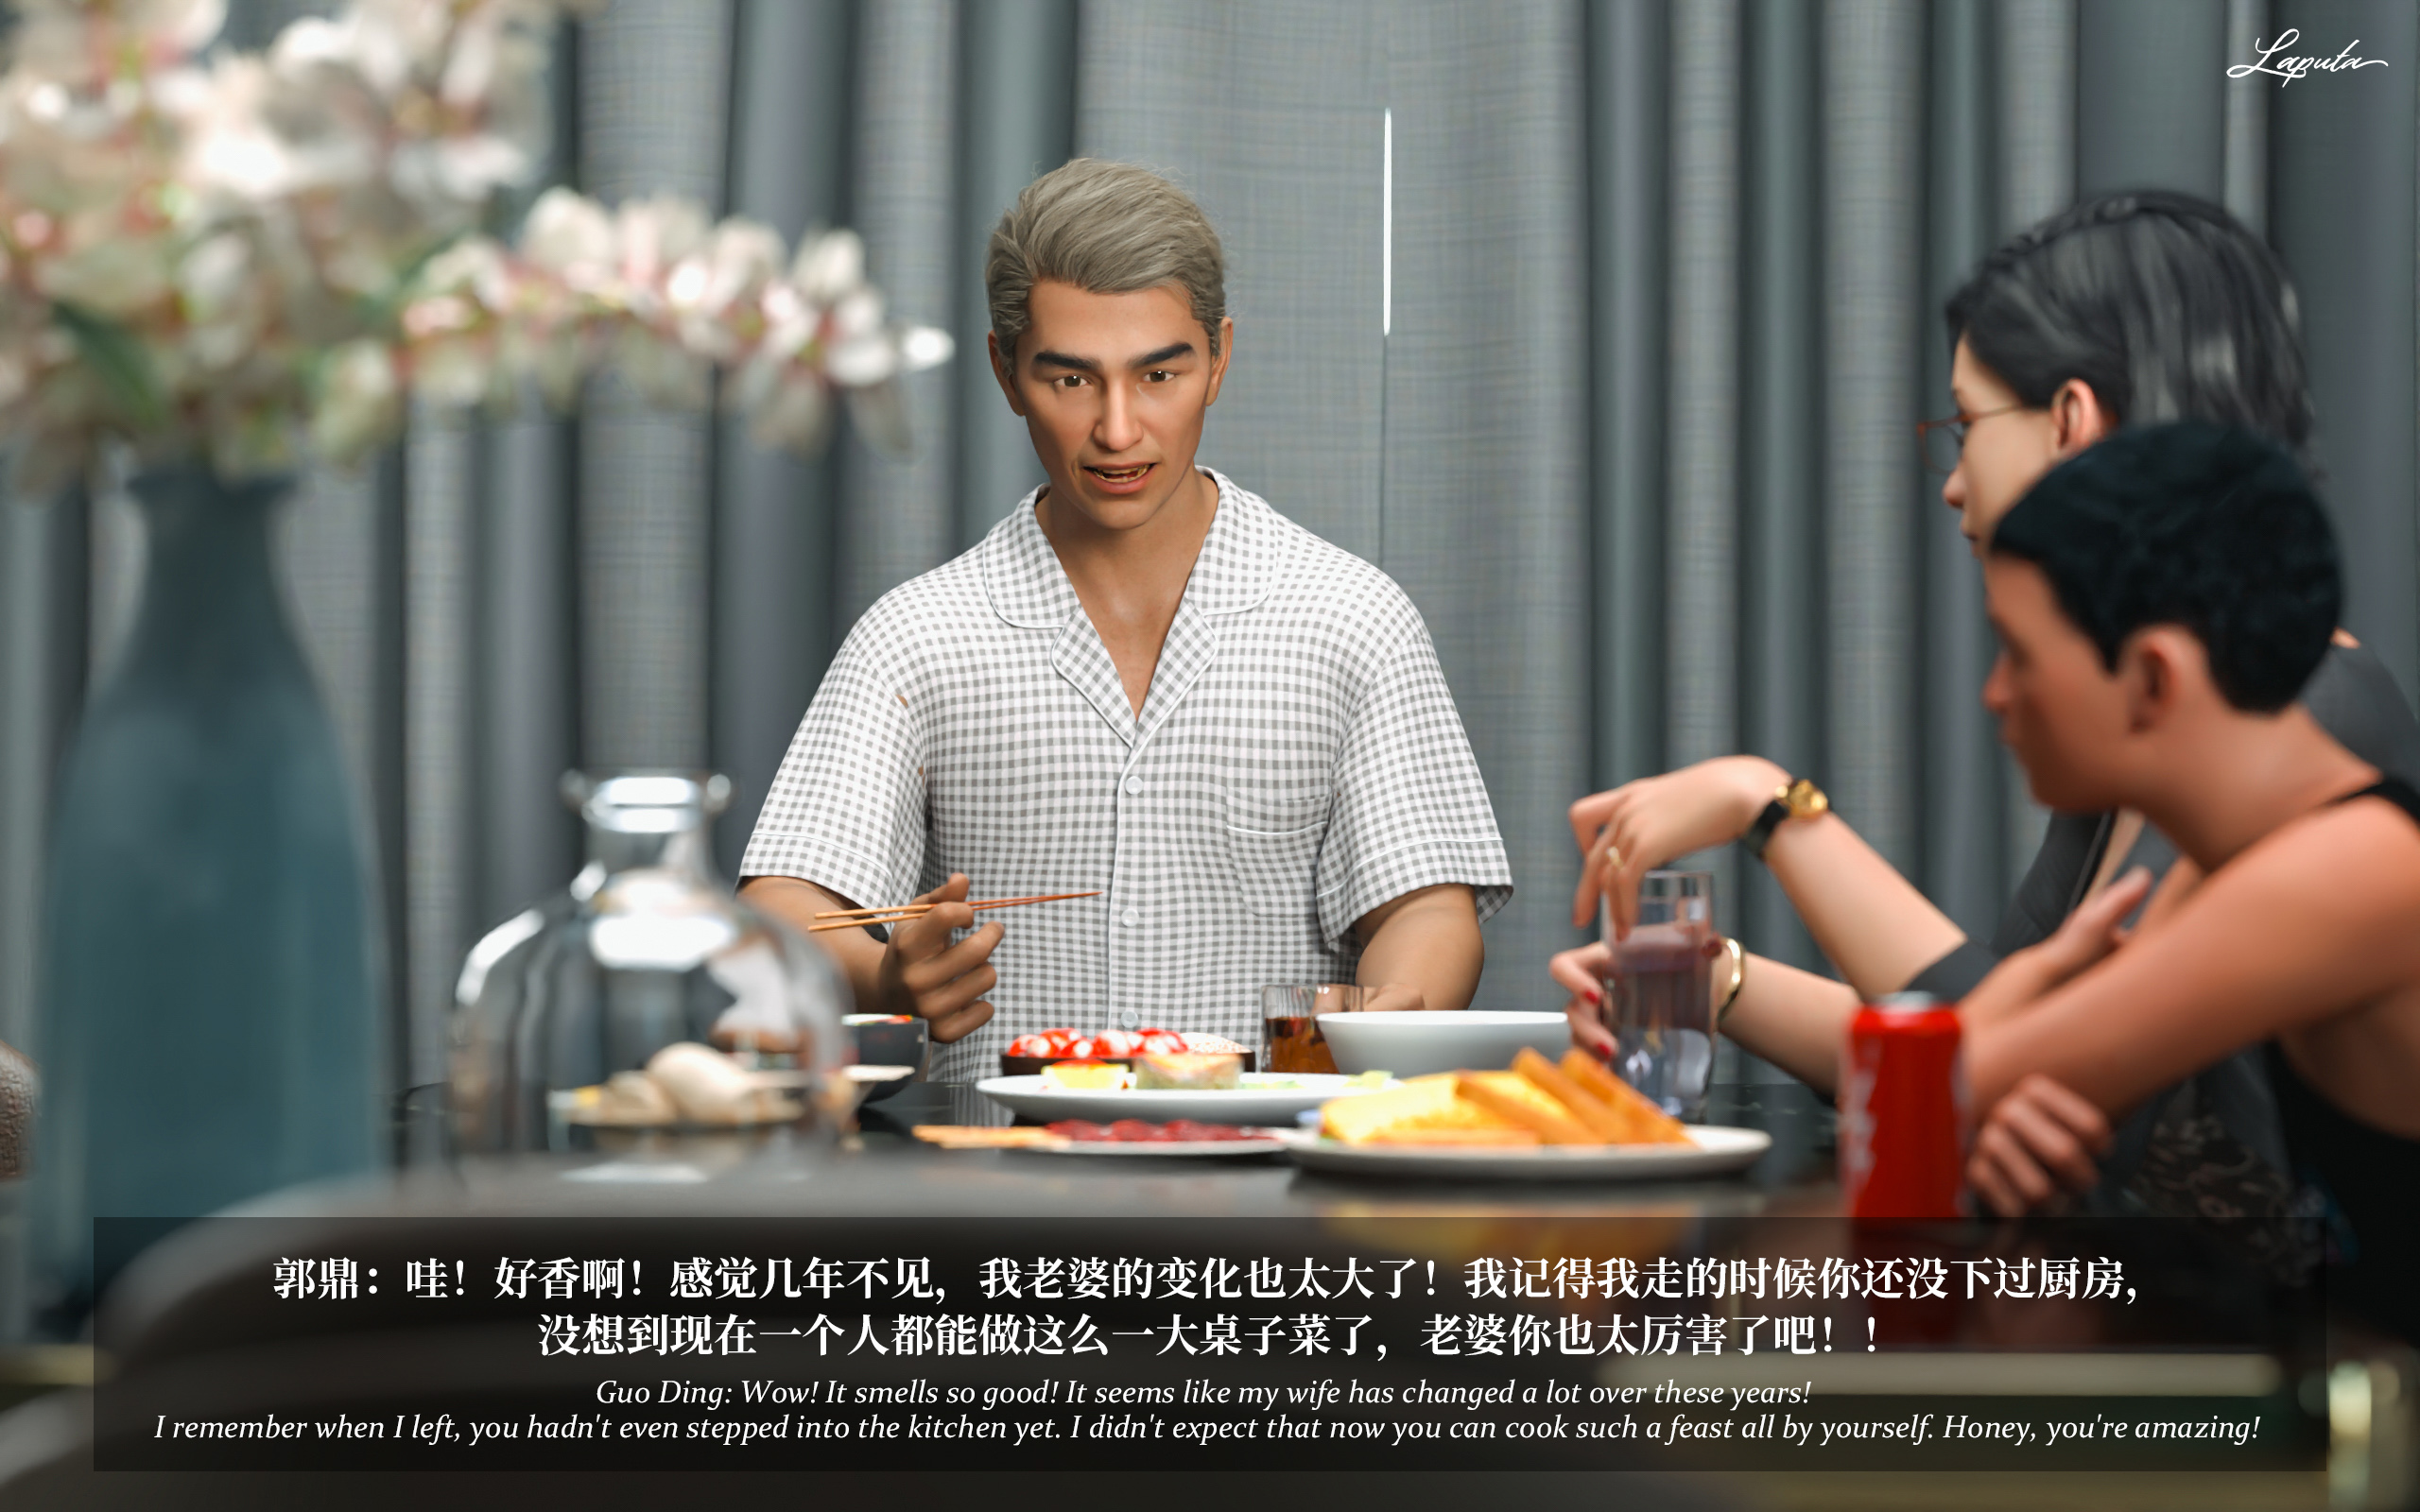 Laputa
郭鼎：哇！好香啊！感觉几年不见，我老婆的变化也太大了！我记得我走的时候你还没下过厨房，
没想到现在一个人都能做这么一大桌子菜了，老婆你也太厉害了吧！！
Guo Ding: Wow! It smells so good! It seems like my wife has changed a lot over these years!
I remember when I left, you hadn't even stepped into the kitchen yet. I didn't expect that now you can cook such a feast all by yourself. Honey, you're amazing!